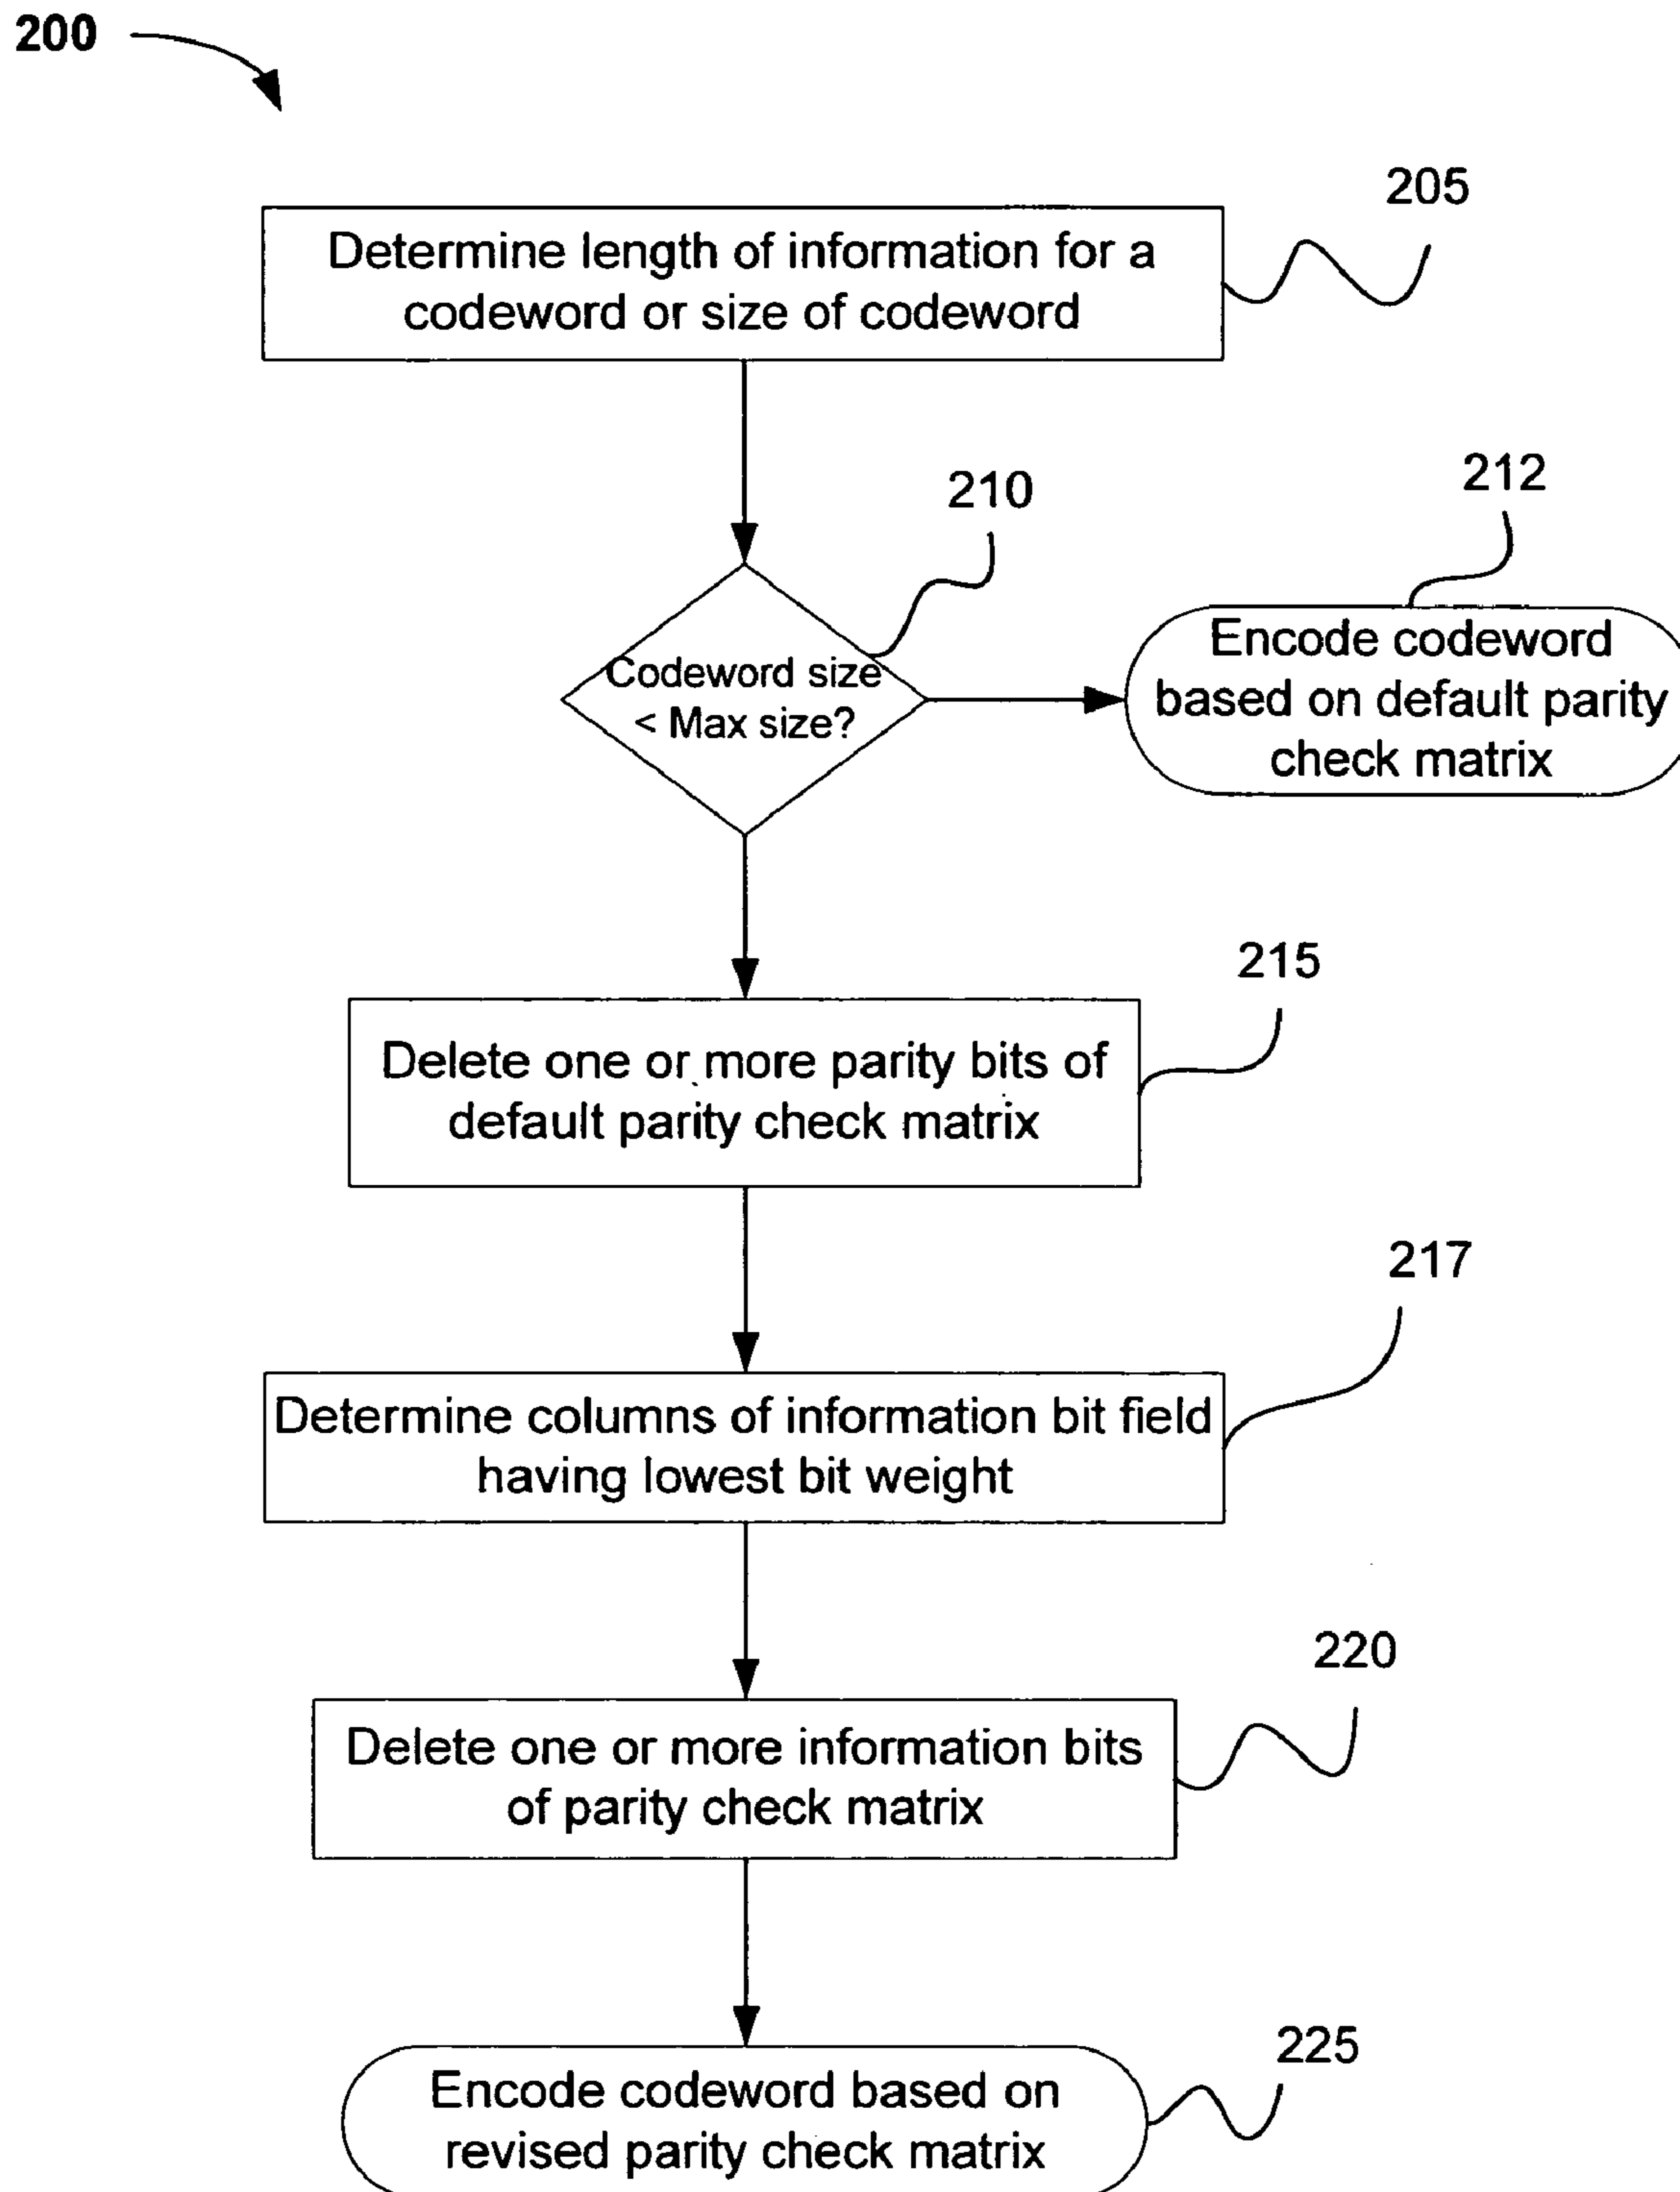 200
205
Determine length of information for a
codeword or size of codeword
210
212
Codeword size
< Max size?
Encode codeword
based on default parity
check matrix
215
Delete one or more parity bits of
default parity check matrix
217
Determine columns of information bit field
having lowest bit weight
220
Delete one or more information bits
of parity check matrix
225
Encode codeword based on
revised parity check matrix